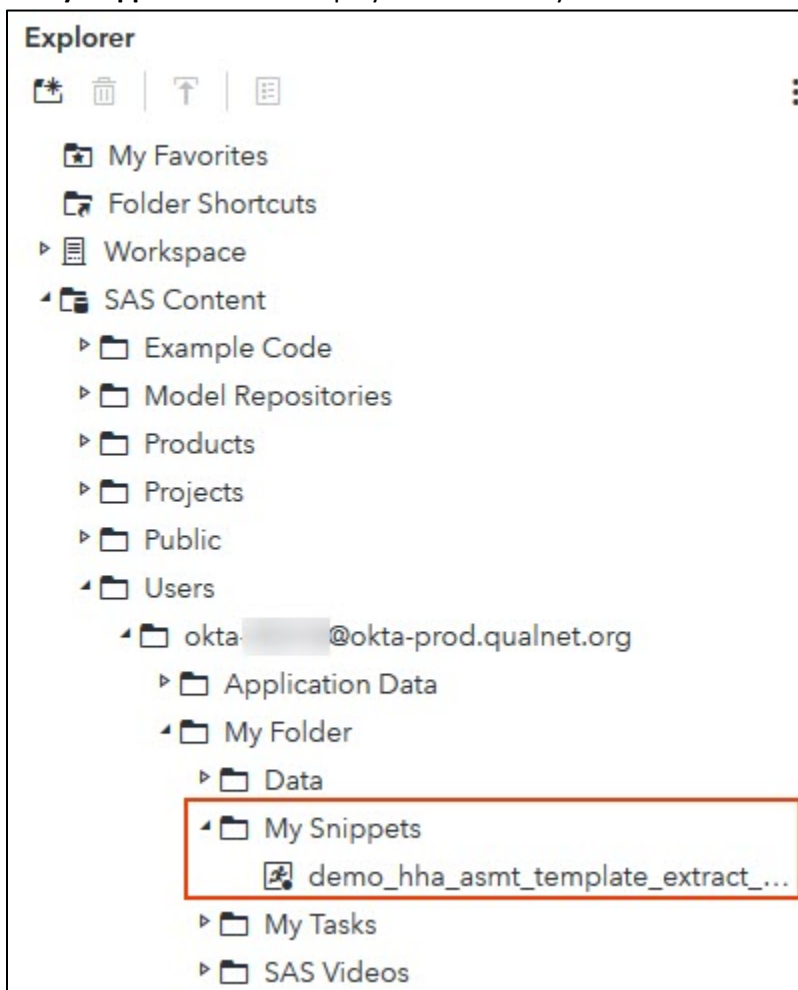 Explorer
My Favorites
Folder Shortcuts
Workspace
SAS Content
Example Code
Model Repositories
Products
Projects
Public
Users
okta- @okta-prod.qualnet.org
Application Data
My Folder
Data
My Snippets
demo_hha_asmt_template_extract_...
My Tasks
SAS Videos